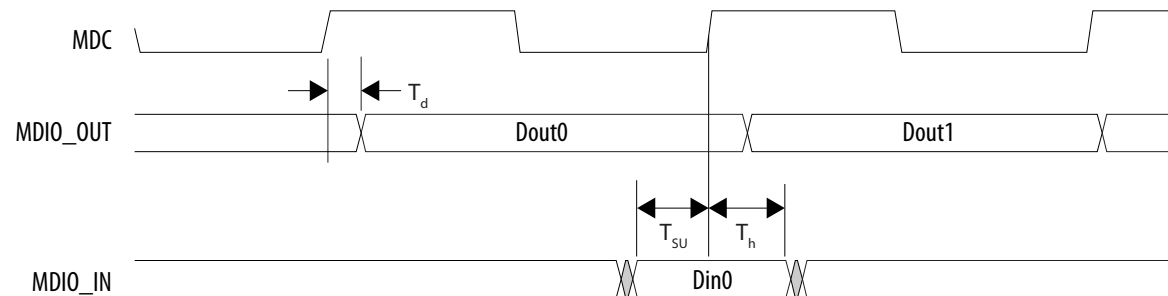 MDC
T_d
MDIO_OUT
Dout0
Dout1
T_SU
T_h
MDIO_IN
Din0